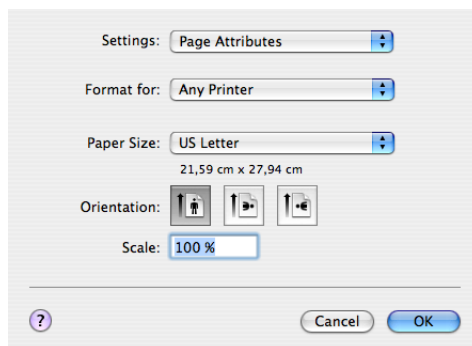 Settings: Page Attributes
Format for: Any Printer
Paper Size: US Letter
21,59 cm x 27,94 cm
Orientation:
Scale: 100 %
? Cancel OK